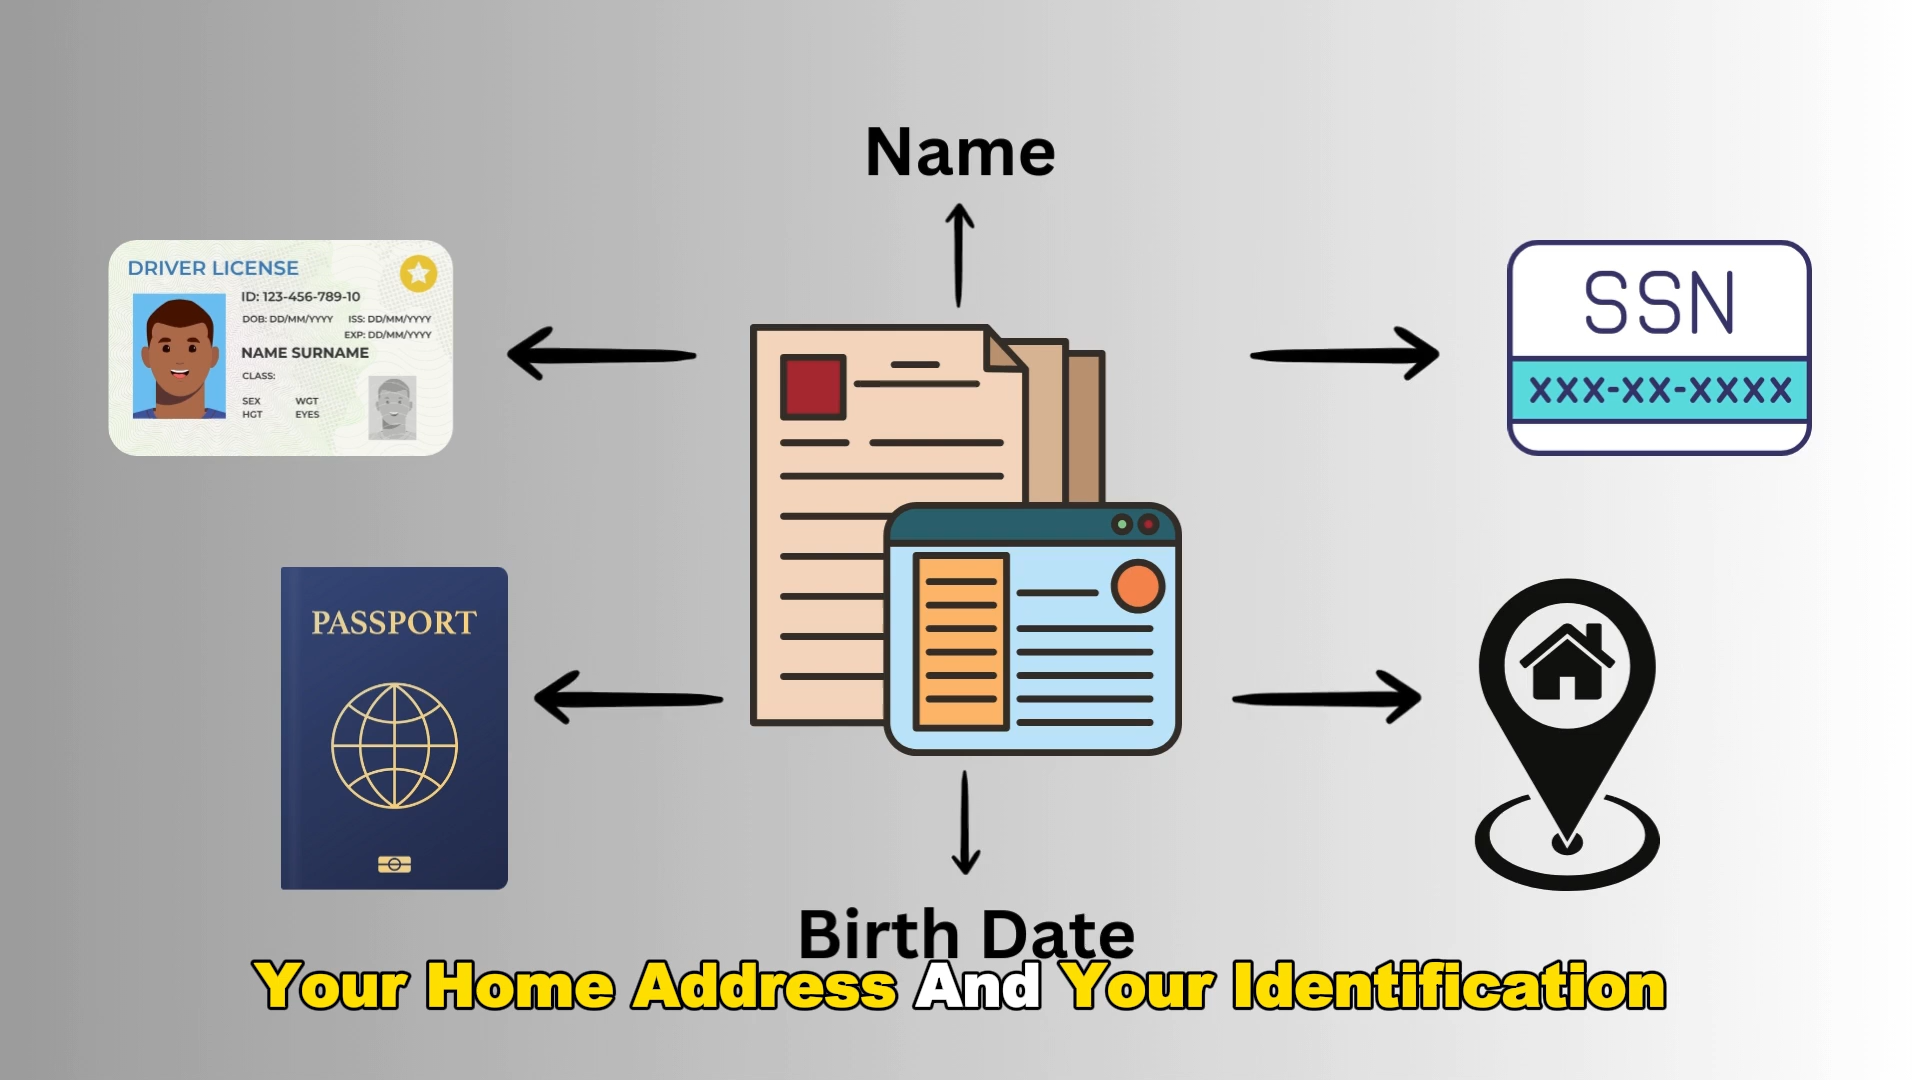 Name
DRIVER LICENSE
ID: 123-456-789-10
DOB: DD/MM/YYYY ISS: DD/MM/YYYY
EXP: DD/MM/YYYY
NAME SURNAME
CLASS:
SEX WGT
HGT EYES
SSN
XXX-XX-XXXX
PASSPORT
Birth Date
Your Home Address And Your Identification